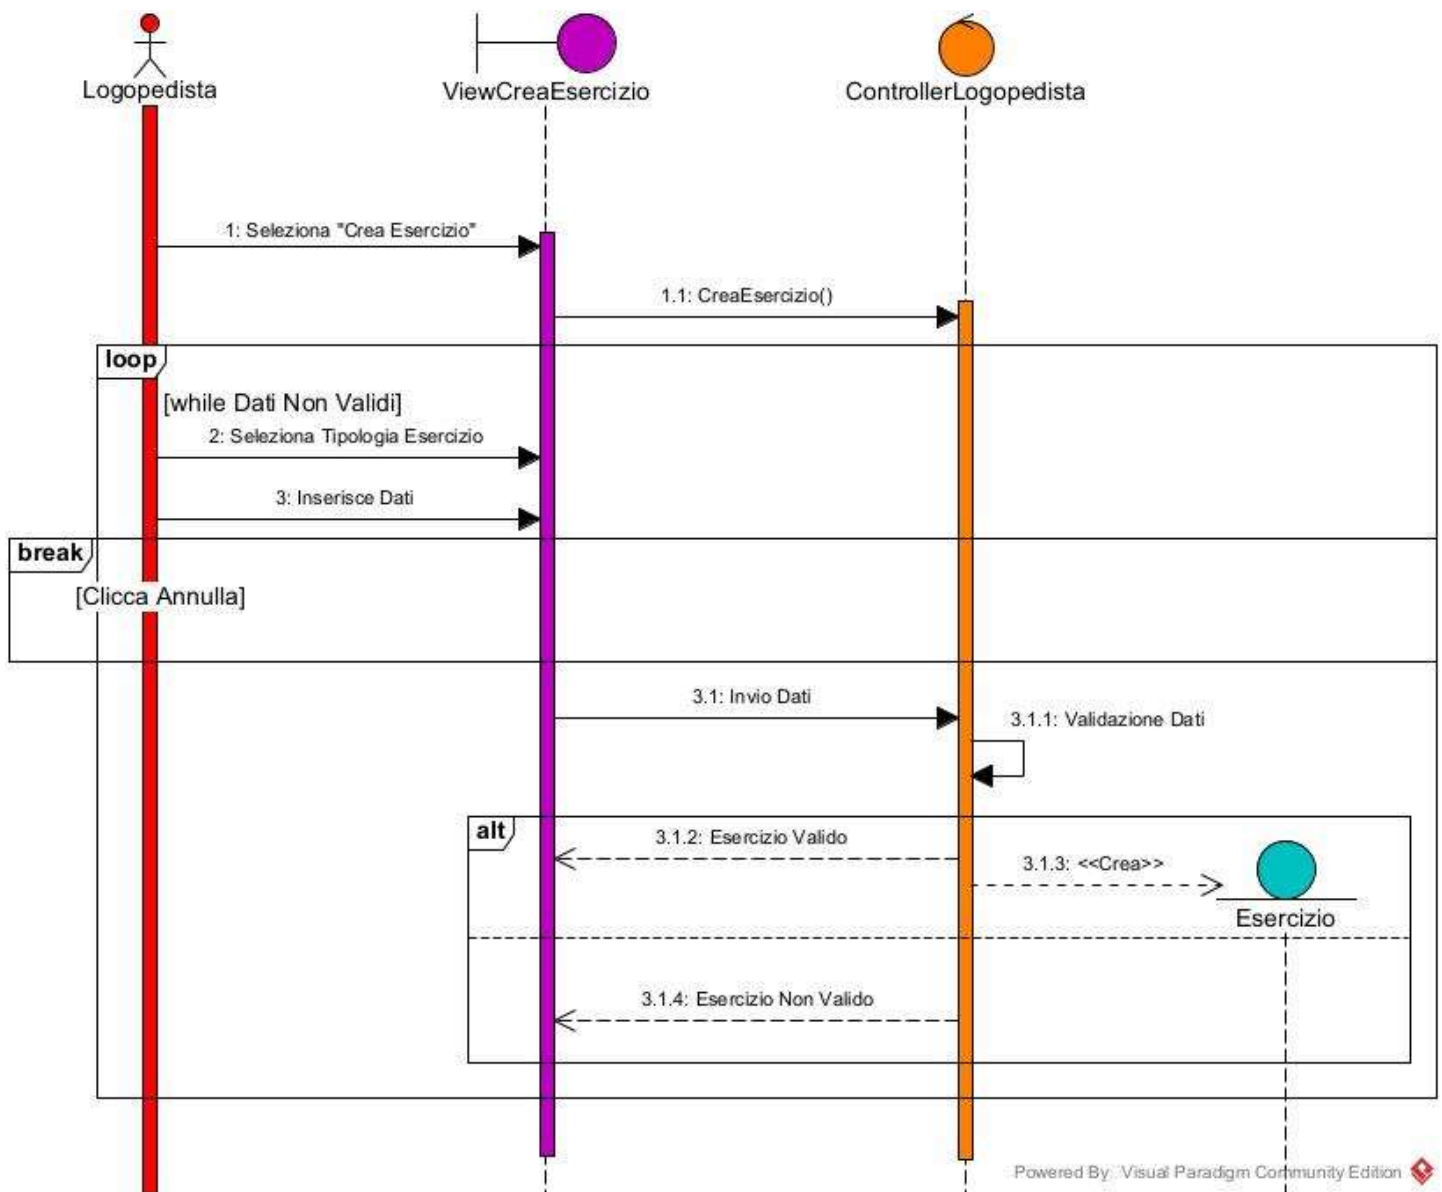 Logopedista
ViewCreaEsercizio
ControllerLogopedista
1: Seleziona "Crea Esercizio"
1.1: CreaEsercizio()
loop
[while Dati Non Validi]
2: Seleziona Tipologia Esercizio
3: Inserisce Dati
break
[Clicca Annulla]
3.1: Invio Dati
3.1.1: Validazione Dati
alt
3.1.2: Esercizio Valido
3.1.3: <<Crea>>
Esercizio
3.1.4: Esercizio Non Valido
Powered By Visual Paradigm Community Edition